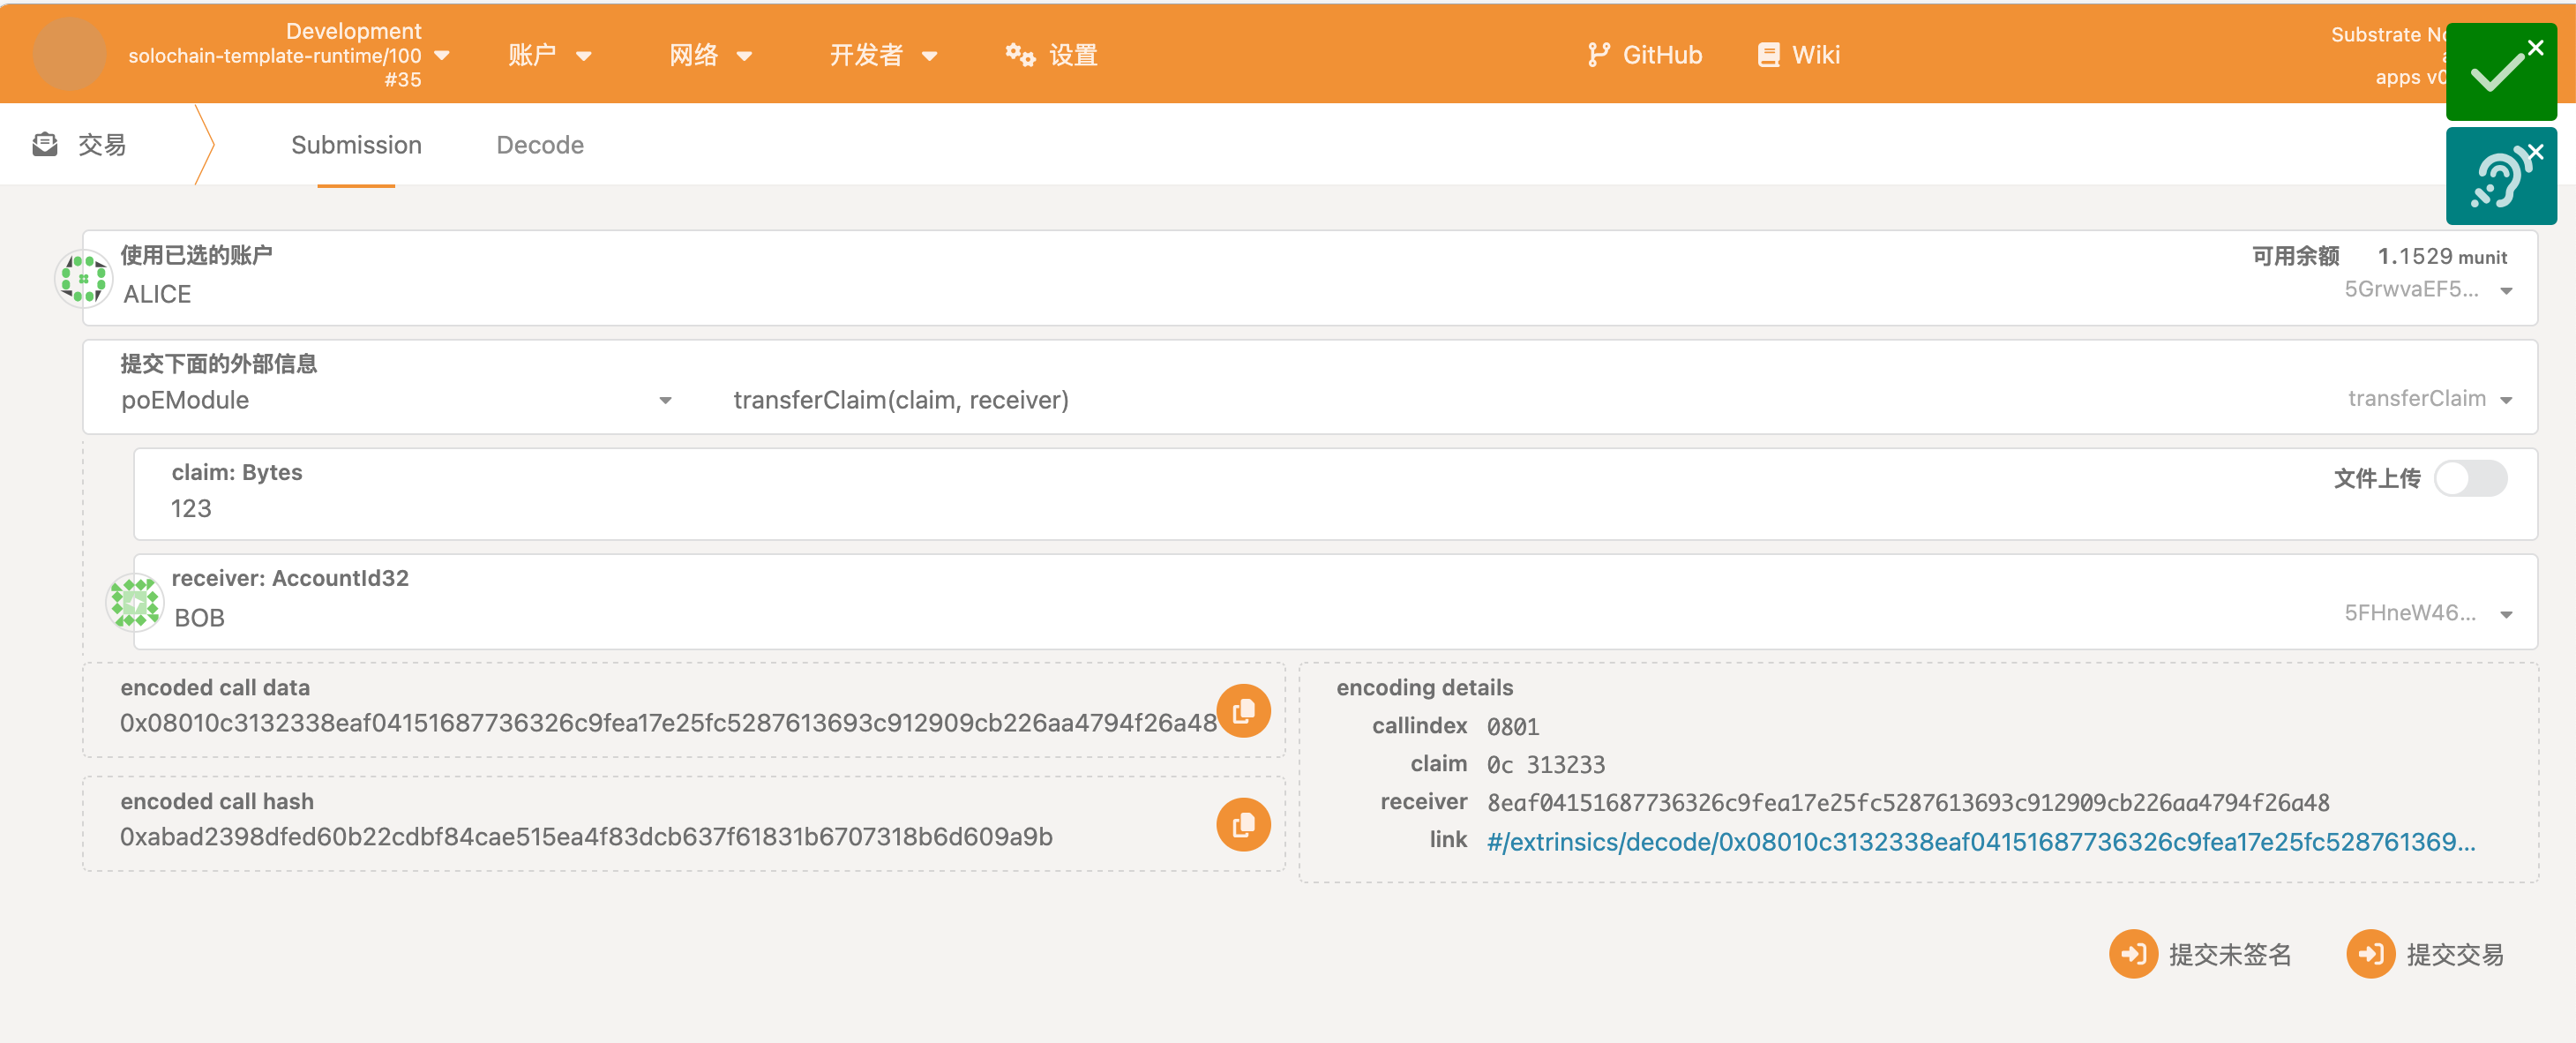 Development
solochain-template-runtime/100
#35
账户
网络
开发者
设置
GitHub
Wiki
Substrate
apps
交易
Submission
Decode
使用已选的账户
ALICE
可用余额 1.1529 munit
5GrwvaEF5...
提交下面的外部信息
poEModule
transferClaim(claim, receiver)
transferClaim
claim: Bytes
123
文件上传
receiver: AccountId32
BOB
5FHneW46...
encoded call data
0x08010c3132338eaf04151687736326c9fea17e25fc5287613693c912909cb226aa4794f26a48
encoded call hash
0xabad2398dfed60b22cdbf84cae515ea4f83dcb637f61831b6707318b6d609a9b
encoding details
callindex 0801
claim 0c 313233
receiver 8eaf04151687736326c9fea17e25fc5287613693c912909cb226aa4794f26a48
link #/extrinsics/decode/0x08010c3132338eaf04151687736326c9fea17e25fc528761369...
提交未签名
提交交易